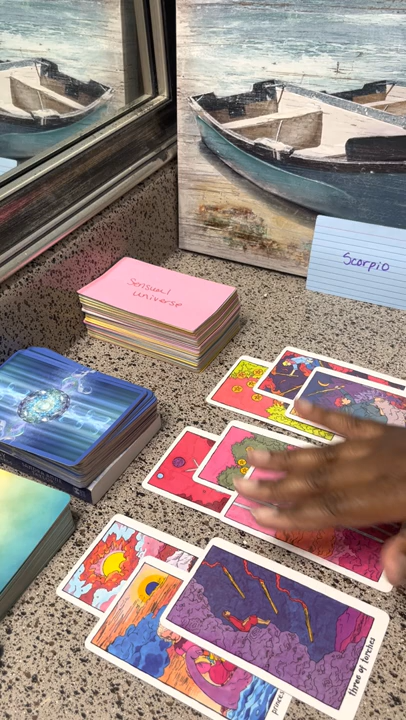 Scorpio
Sensual
universe
three of torches
princess